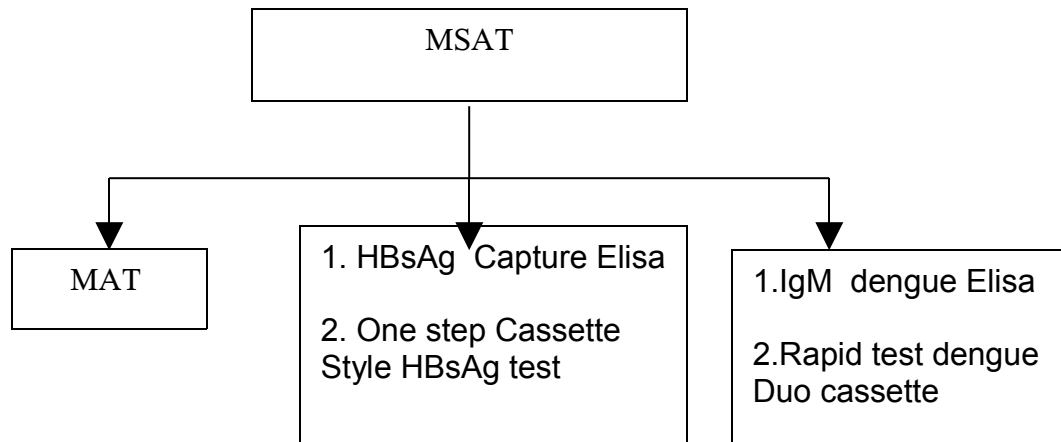 MSAT
MAT
1. HBsAg Capture Elisa
2. One step Cassette
Style HBsAg test
1.IgM dengue Elisa
2.Rapid test dengue
Duo cassette